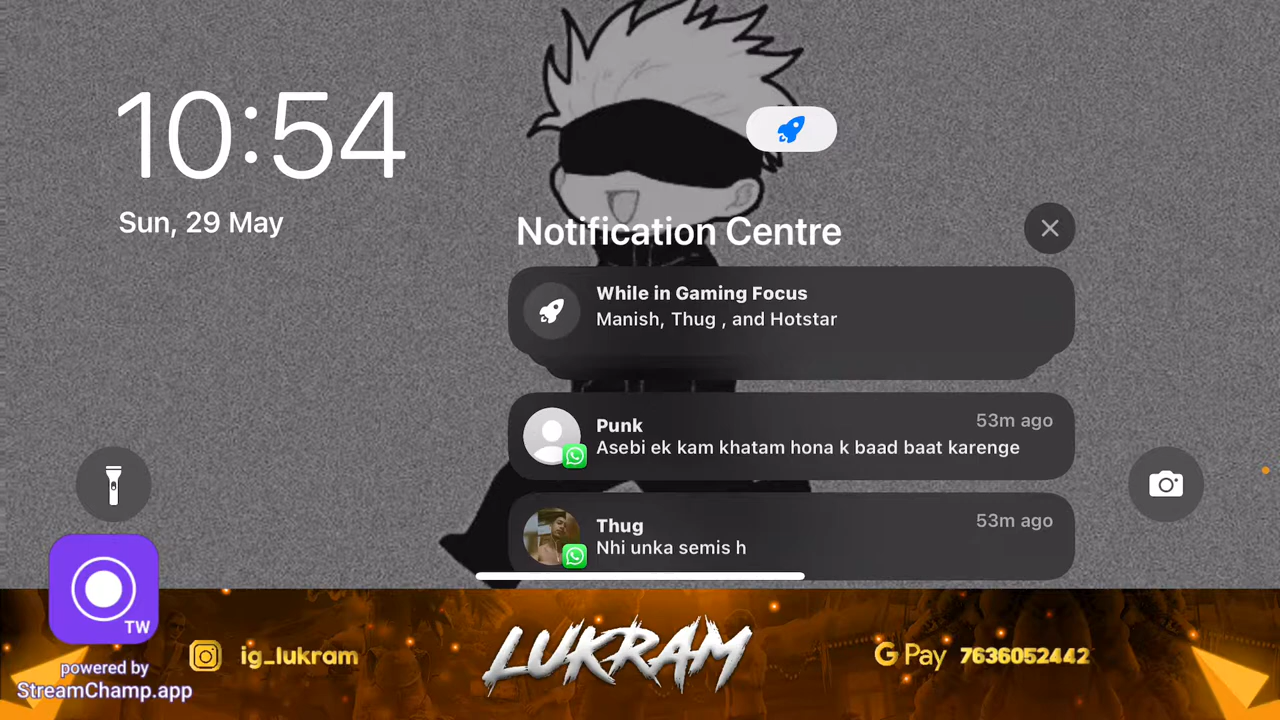 10:54
Sun, 29 May
Notification Centre
While in Gaming Focus
Manish, Thug , and Hotstar
Punk
53m ago
Asebi ek kam khatam hona k baad baat karenge
Thug
53m ago
Nhi unka semis h
TW
powered by
StreamChamp.app
ig_lukram
LUKRAM
G Pay 7636052442